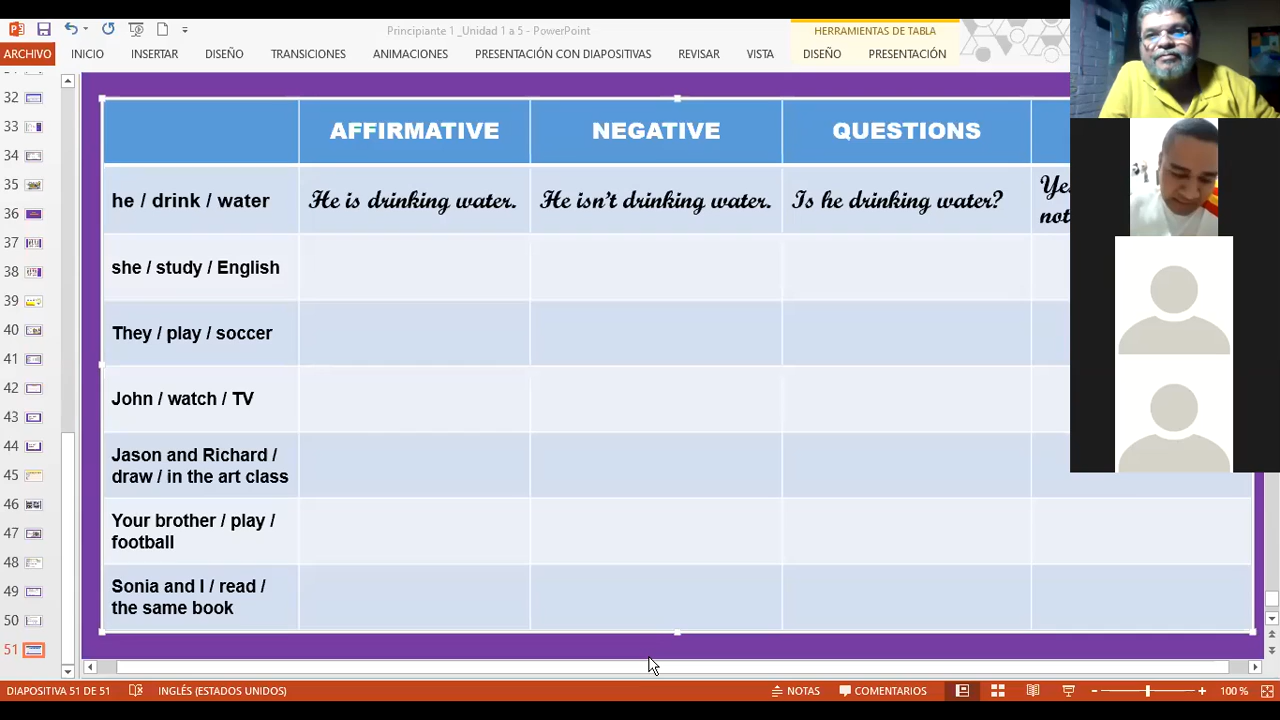 Principiante 1 _Unidad 1 a 5 - PowerPoint
HERRAMIENTAS DE TABLA
ARCHIVO INICIO INSERTAR DISEÑO TRANSICIONES ANIMACIONES PRESENTACIÓN CON DIAPOSITIVAS REVISAR VISTA DISEÑO PRESENTACIÓN
32
33
34
35
36
37
38
39
40
41
42
43
44
45
46
47
48
49
50
51
AFFIRMATIVE NEGATIVE QUESTIONS
he / drink / water He is drinking water. He isn't drinking water. Is he drinking water?
she / study / English
They / play / soccer
John / watch / TV
Jason and Richard /
draw / in the art class
Your brother / play /
football
Sonia and I / read /
the same book
DIAPOSITIVA 51 DE 51 INGLÉS (ESTADOS UNIDOS) NOTAS COMENTARIOS 100 %